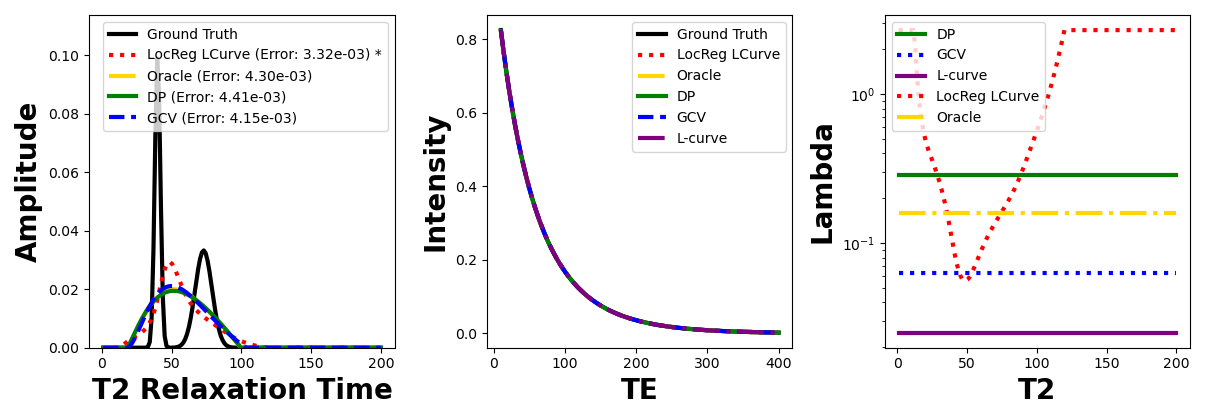 Amplitude
0.00
0.02
0.04
0.06
0.08
0.10
0
50
100
150
200
T2 Relaxation Time
Ground Truth
LocReg LCurve (Error: 3.32e-03) *
Oracle (Error: 4.30e-03)
DP (Error: 4.41e-03)
GCV (Error: 4.15e-03)
Intensity
0.0
0.2
0.4
0.6
0.8
0
100
200
300
400
TE
Ground Truth
LocReg LCurve
Oracle
DP
GCV
L-curve
Lambda
10⁰
10⁻¹
0
50
100
150
200
T2
DP
GCV
L-curve
LocReg LCurve
Oracle